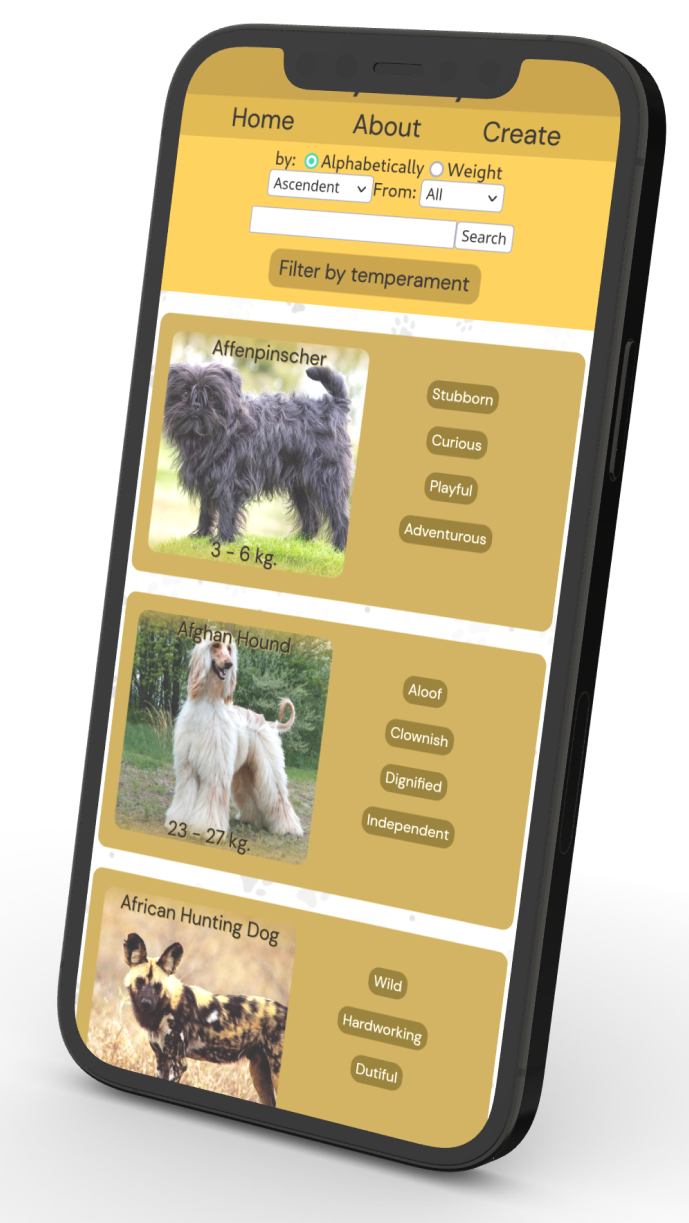 Home About Create
by: Alphabetically Weight
Ascendent From: All
Search
Filter by temperament
Affenpinscher
Stubborn
Curious
Playful
Adventurous
3 - 6 kg.
Afghan Hound
Aloof
Clownish
Dignified
Independent
23 - 27 kg.
African Hunting Dog
Wild
Hardworking
Dutiful